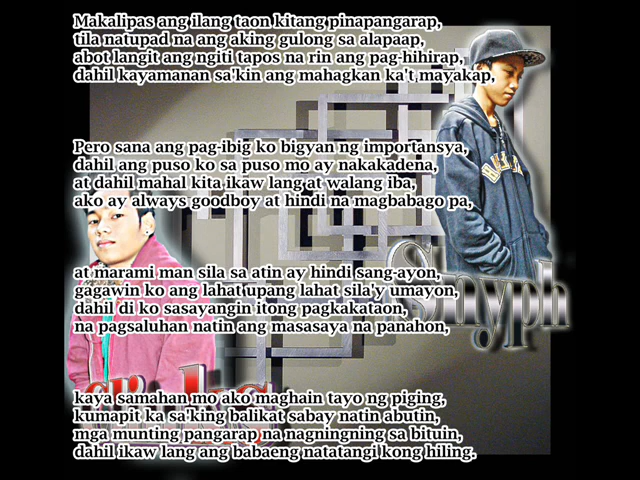 Makalipas ang ilang taon kitang pinapangarap,
tila natupad na ang aking gulong sa alapaap,
abot langit ang ngiti tapos na rin ang pag-hihirap,
dahil kayamanan sa'kin ang mahagkan ka't mayakap,
Pero sana ang pag-ibig ko bigyan ng importansya,
dahil ang puso ko sa puso mo ay nakakadena,
at dahil mahal kita ikaw lang at walang iba,
ako ay always goodboy at hindi na magbabago pa,
at marami man sila sa atin ay hindi sang-ayon,
gagawin ko ang lahat upang lahat sila'y umayon,
dahil di ko sasayangin itong pagkakataon,
na pagsaluhan natin ang masasaya na panahon,
kaya samahan mo ako maghain tayo ng piging,
kumapit ka sa'king balikat sabay natin abutin,
mga munting pangarap na nagningning sa bituin,
dahil ikaw lang ang babaeng natatangi kong hiling.